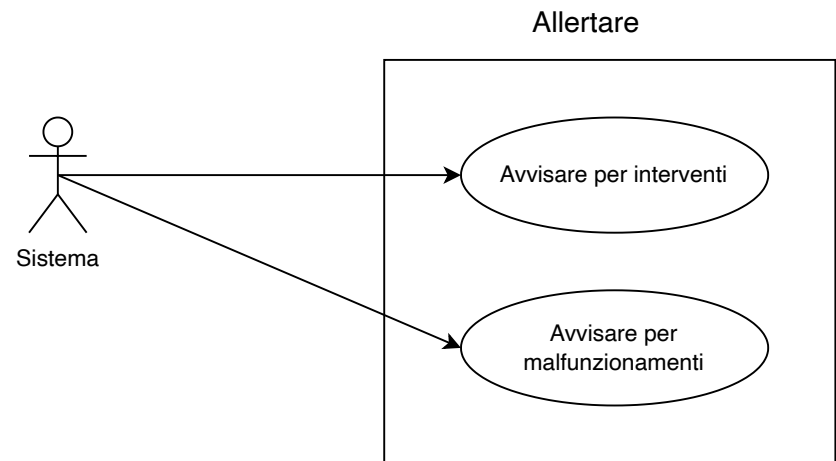 Allertare
Avvisare per interventi
Sistema
Avvisare per
malfunzionamenti